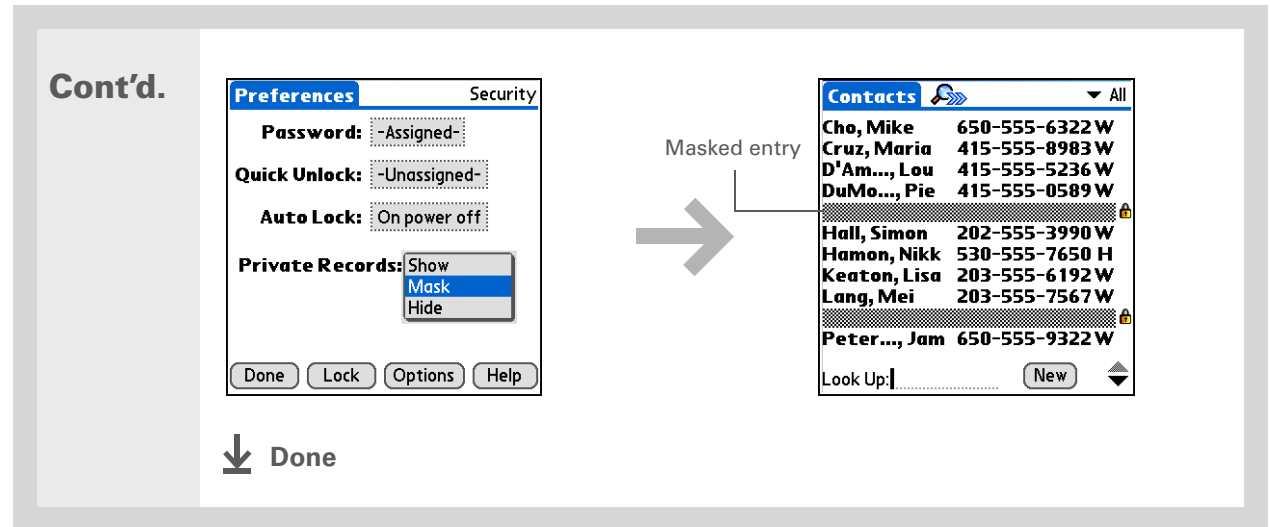 Cont’d.
Preferences Security
Password: -Assigned-
Quick Unlock: -Unassigned-
Auto Lock: On power off
Private Records: Show
Mask
Hide
Done Lock Options Help
Masked entry
Contacts All
Cho, Mike 650-555-6322 W
Cruz, Maria 415-555-8983 W
D'Am..., Lou 415-555-5236 W
DuMo..., Pie 415-555-0589 W
Hall, Simon 202-555-3990 W
Hamon, Nikk 530-555-7650 H
Keaton, Lisa 203-555-6192 W
Lang, Mei 203-555-7567 W
Peter..., Jam 650-555-9322 W
Look Up: New
Done